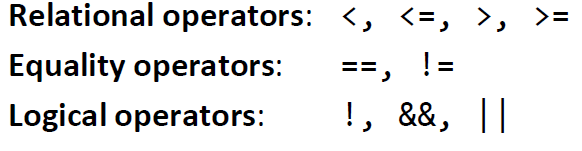 Relational operators: <, <=, >, >=
Equality operators: ==, !=
Logical operators: !, &&, ||